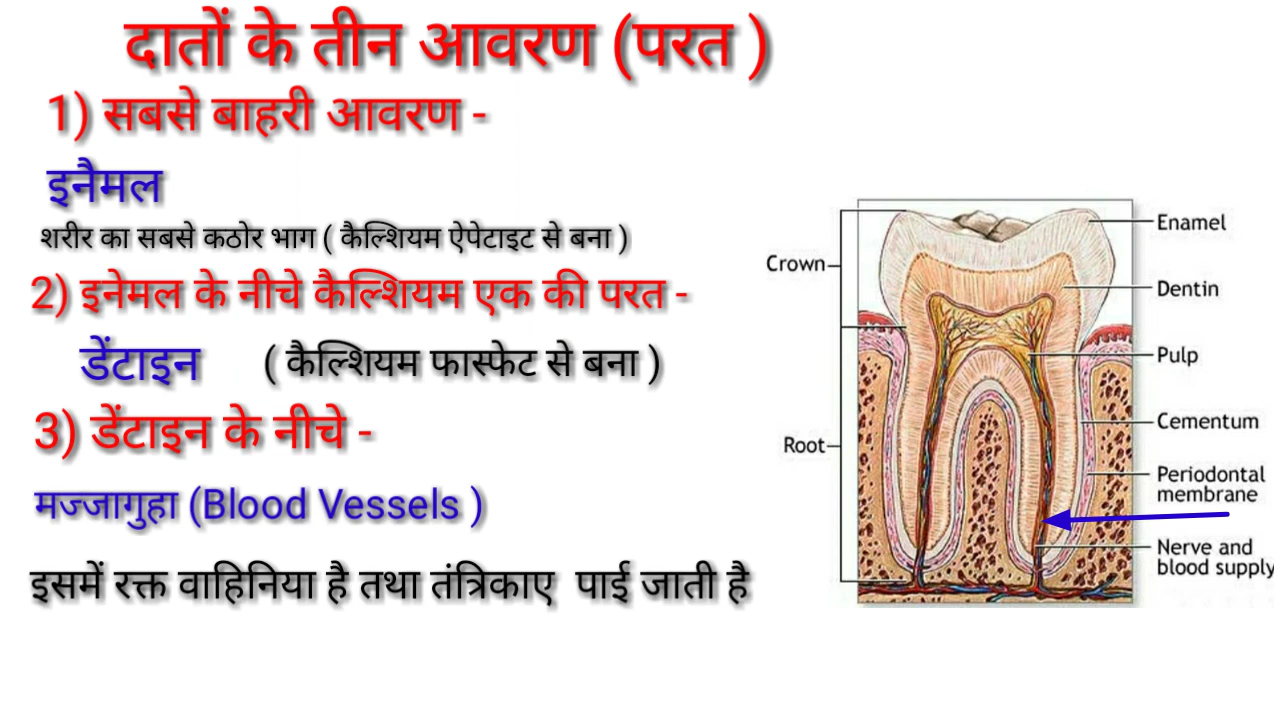 दातों के तीन आवरण (परत )
1) सबसे बाहरी आवरण -
इनैमल
शरीर का सबसे कठोर भाग ( कैल्शियम ऐपेटाइट से बना )
2) इनेमल के नीचे कैल्शियम एक की परत -
डेंटाइन ( कैल्शियम फास्फेट से बना )
3) डेंटाइन के नीचे -
मज्जागुहा (Blood Vessels )
इसमें रक्त वाहिनिया है तथा तंत्रिकाए पाई जाती है
Crown
Root
Enamel
Dentin
Pulp
Cementum
Periodontal
membrane
Nerve and
blood supply